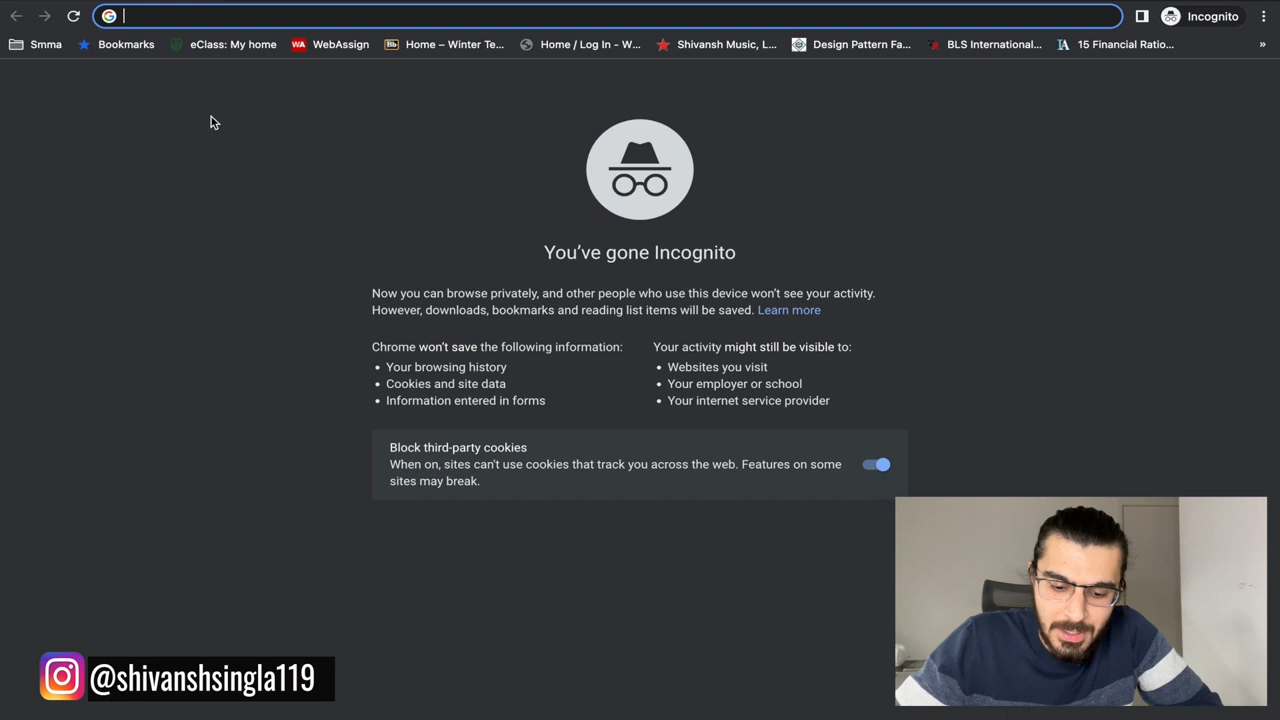 Incognito
Smma
Bookmarks
eClass: My home
WA WebAssign
Bb Home – Winter Te...
Home / Log In - W...
Shivansh Music, L...
Design Pattern Fa...
BLS International...
IA 15 Financial Ratio...
»
You've gone Incognito
Now you can browse privately, and other people who use this device won't see your activity.
However, downloads, bookmarks and reading list items will be saved. Learn more
Chrome won't save the following information:
• Your browsing history
• Cookies and site data
• Information entered in forms
Your activity might still be visible to:
• Websites you visit
• Your employer or school
• Your internet service provider
Block third-party cookies
When on, sites can't use cookies that track you across the web. Features on some
sites may break.
@shivanshsingla119